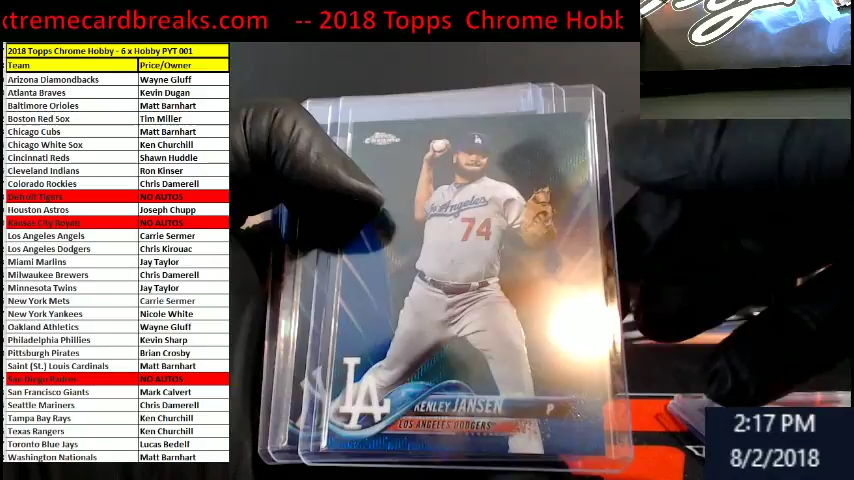 xtremecardbreaks.com -- 2018 Topps Chrome Hobb
2018 Topps Chrome Hobby - 6 x Hobby PYT 001
Team Price/Owner
Arizona Diamondbacks Wayne Gluff
Atlanta Braves Kevin Dugan
Baltimore Orioles Matt Barnhart
Boston Red Sox Tim Miller
Chicago Cubs Matt Barnhart
Chicago White Sox Ken Churchill
Cincinnati Reds Shawn Huddle
Cleveland Indians Ron Kinser
Colorado Rockies Chris Damerell
Detroit Tigers NO AUTOS
Houston Astros Joseph Chupp
Kansas City Royals NO AUTOS
Los Angeles Angels Carrie Sermer
Los Angeles Dodgers Chris Kirouac
Miami Marlins Jay Taylor
Milwaukee Brewers Chris Damerell
Minnesota Twins Jay Taylor
New York Mets Carrie Sermer
New York Yankees Nicole White
Oakland Athletics Wayne Gluff
Philadelphia Phillies Kevin Sharp
Pittsburgh Pirates Brian Crosby
Saint (St.) Louis Cardinals Matt Barnhart
San Diego Padres NO AUTOS
San Francisco Giants Mark Calvert
Seattle Mariners Chris Damerell
Tampa Bay Rays Ken Churchill
Texas Rangers Ken Churchill
Toronto Blue Jays Lucas Bedell
Washington Nationals Matt Barnhart
Chrome
LA
Los Angeles
74
LA
KENLEY JANSEN P
LOS ANGELES DODGERS
2:17 PM
8/2/2018